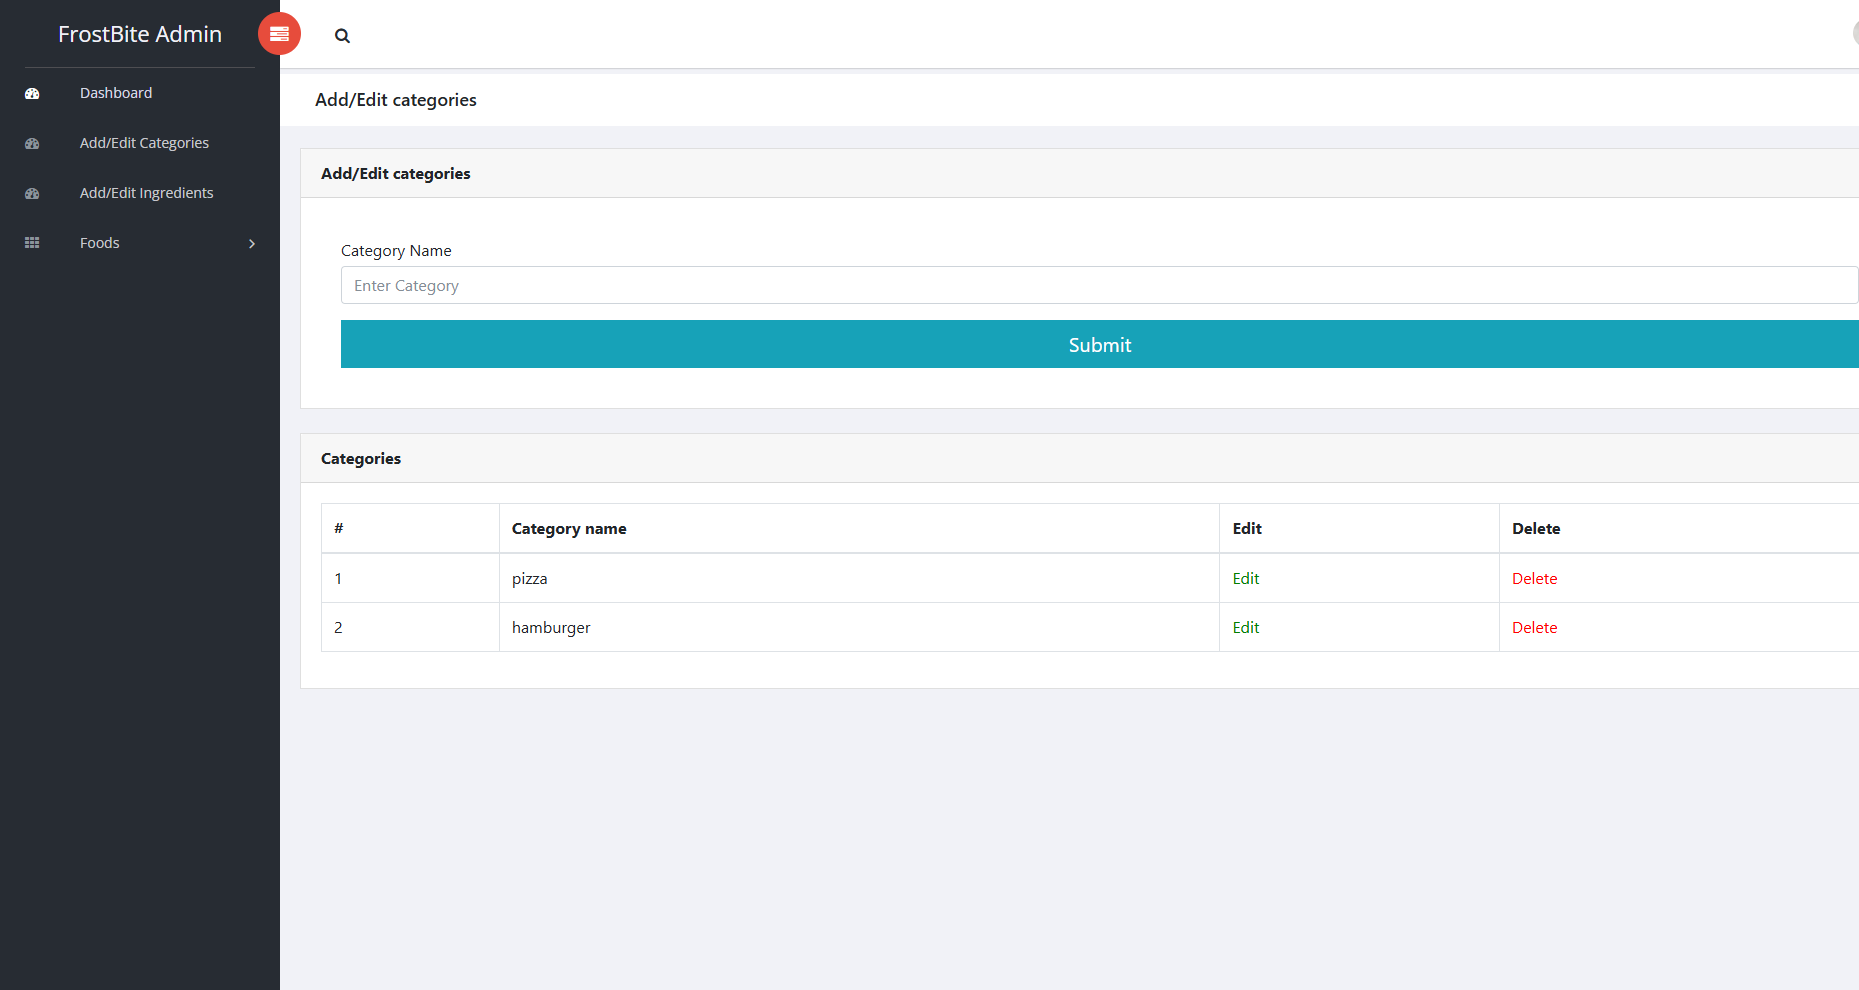 FrostBite Admin
Dashboard
Add/Edit Categories
Add/Edit Ingredients
Foods
Add/Edit categories
Add/Edit categories
Category Name
Enter Category
Submit
Categories
# Category name Edit Delete
1 pizza Edit Delete
2 hamburger Edit Delete